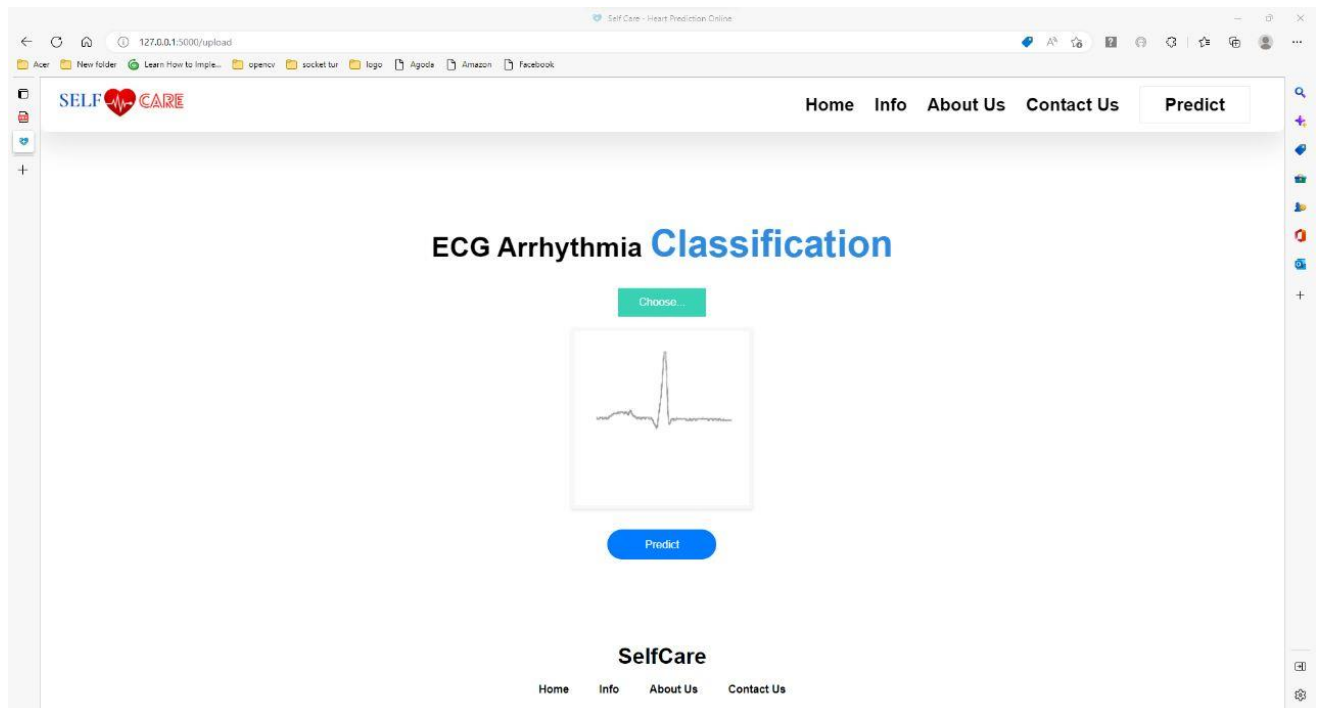 Self Care - Heart Prediction Online
127.0.0.1:5000/upload
Acer New folder Learn How to Imple... opencv socket tur logo Agoda Amazon Facebook
SELF CARE Home Info About Us Contact Us Predict
ECG Arrhythmia Classification
Choose...
Predict
SelfCare
Home Info About Us Contact Us